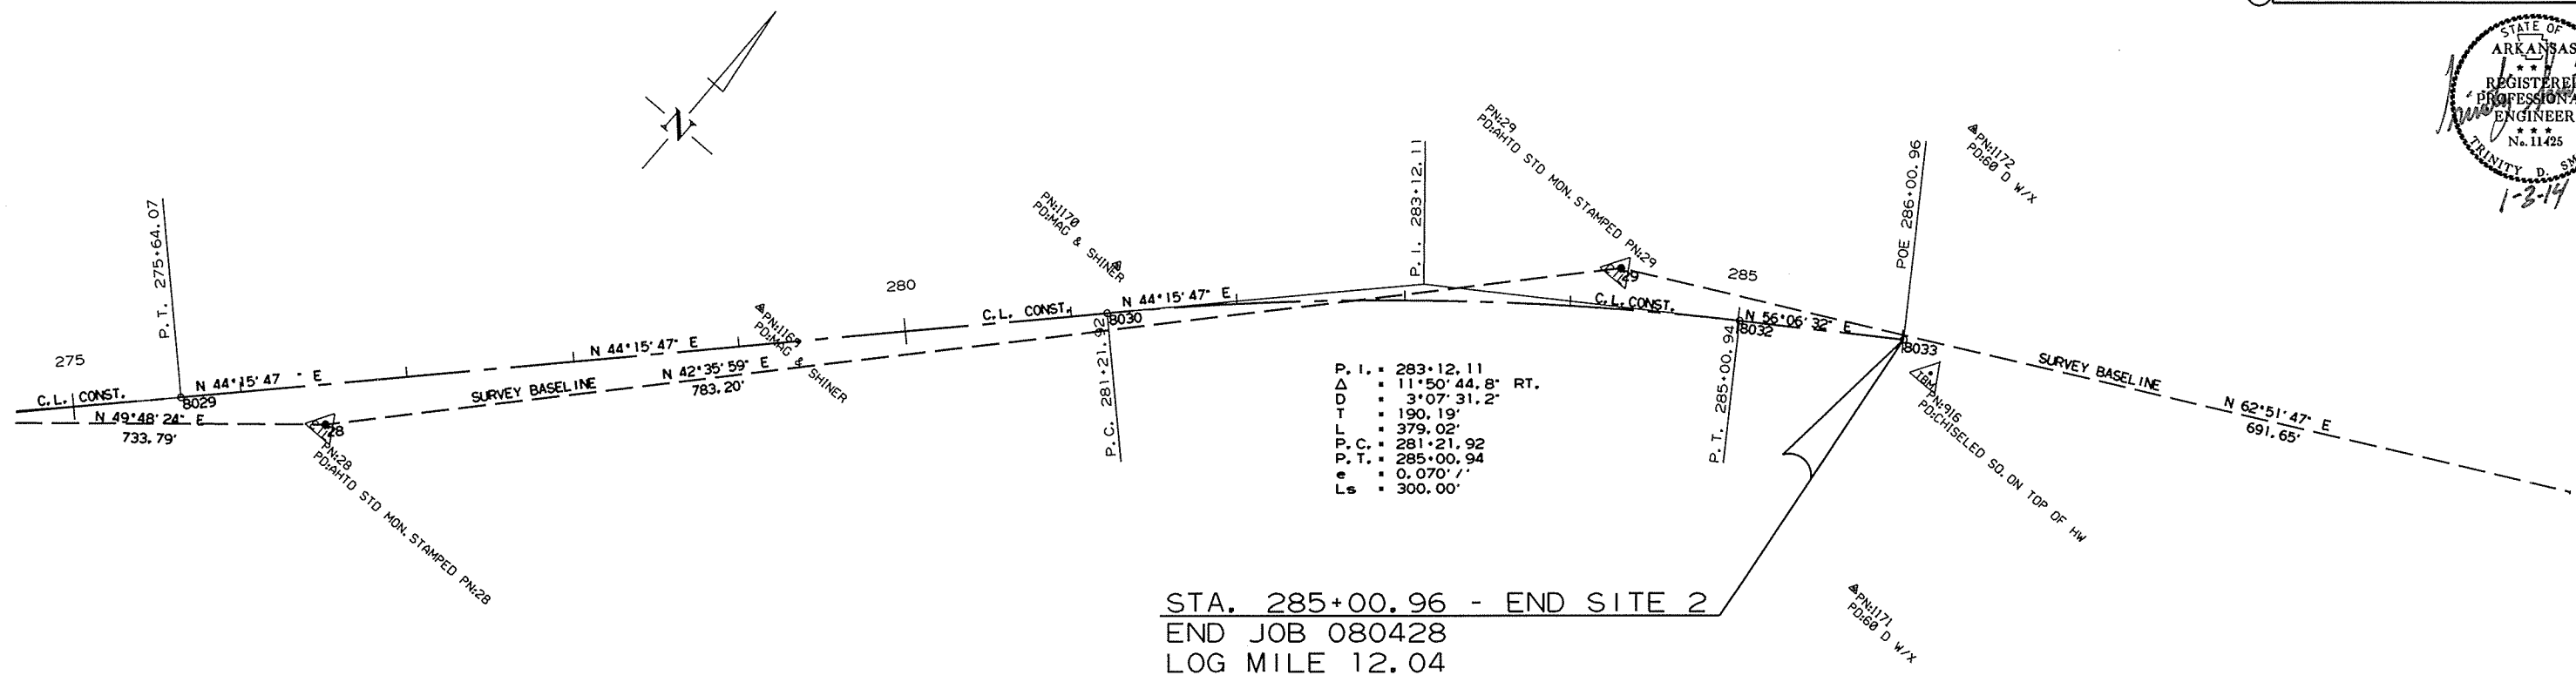 STATE OF
ARKANSAS
★ ★ ★
REGISTERED
PROFESSIONAL
ENGINEER
★ ★ ★
No. 11425
TRINITY D. SM
1-3-14
N
P.T. 275+64.07
275
C.L. CONST.
N 44°15'47 - E
8029
N 49°48'24" E
733.79'
28
PN:28
PD:AHTD STD MON. STAMPED PN:28
SURVEY BASELINE
N 44°15'47" E
N 42°35'59" E
783.20'
PN:1169
PD:MAG & SHINER
280
C.L. CONST.
PN:1170
PD:MAG & SHINER
8030
P.C. 281+21.92
N 44°15'47" E
P.I. 283+12.11
P.I. = 283+12.11
Δ = 11°50'44.8" RT.
D = 3°07'31.2"
T = 190.19'
L = 379.02'
P.C. = 281+21.92
P.T. = 285+00.94
e = 0.070'/'
Ls = 300.00'
PN:29
PD:AHTD STD MON. STAMPED PN:29
29
285
C.L. CONST.
N 56°06'32" E
8032
P.T. 285+00.94
POE 286+00.96
8033
PN:1172
PD:60 D W/X
TBM
PN:916
PD:CHISELED SQ. ON TOP OF HW
SURVEY BASELINE
N 62°51'47" E
691.65'
PN:1171
PD:60 D W/X
STA. 285+00.96 - END SITE 2
END JOB 080428
LOG MILE 12.04